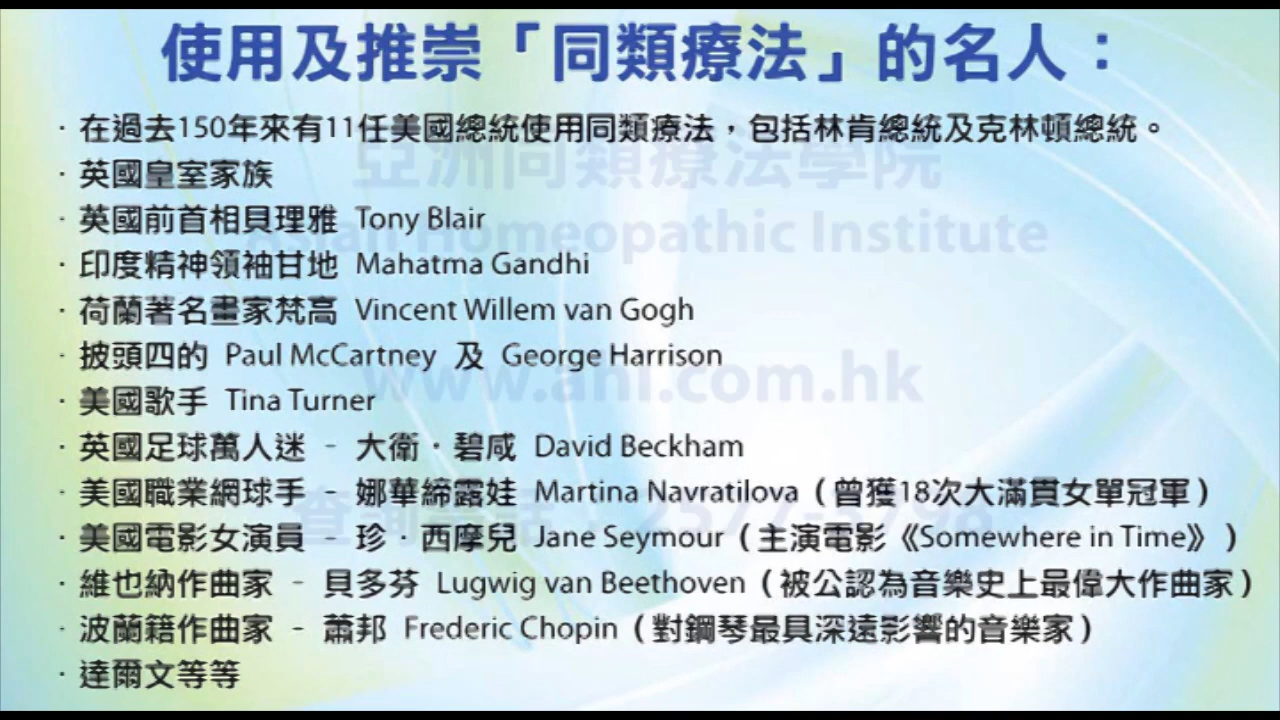 使用及推崇「同類療法」的名人：
· 在過去150年來有11任美國總統使用同類療法，包括林肯總統及克林頓總統。
亞洲同類療法學院
· 英國皇室家族
· 英國前首相貝理雅 Tony Blair
Asian Homeopathic Institute
· 印度精神領袖甘地 Mahatma Gandhi
· 荷蘭著名畫家梵高 Vincent Willem van Gogh
· 披頭四的 Paul McCartney 及 George Harrison
www.ahi.com.hk
· 美國歌手 Tina Turner
· 英國足球萬人迷 - 大衛·碧咸 David Beckham
· 美國職業網球手 - 娜華締露娃 Martina Navratilova（曾獲18次大滿貫女單冠軍）
· 美國電影女演員 - 珍·西摩兒 Jane Seymour（主演電影《Somewhere in Time》）
· 維也納作曲家 - 貝多芬 Lugwig van Beethoven（被公認為音樂史上最偉大作曲家）
· 波蘭籍作曲家 - 蕭邦 Frederic Chopin（對鋼琴最具深遠影響的音樂家）
· 達爾文等等